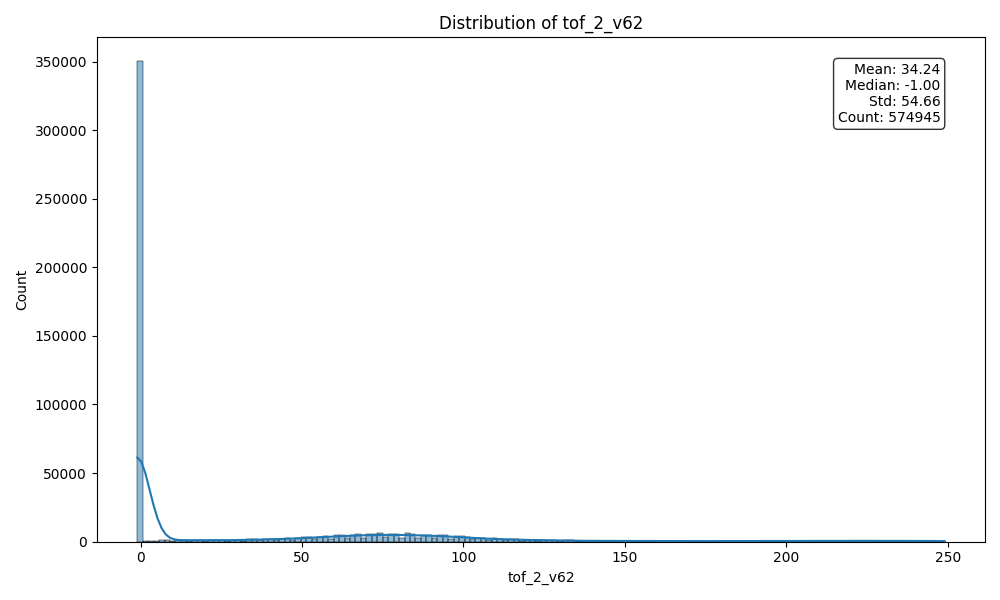 Distribution of tof_2_v62
Mean: 34.24
Median: -1.00
Std: 54.66
Count: 574945
350000
300000
250000
200000
150000
100000
50000
0
Count
0
50
100
150
200
250
tof_2_v62